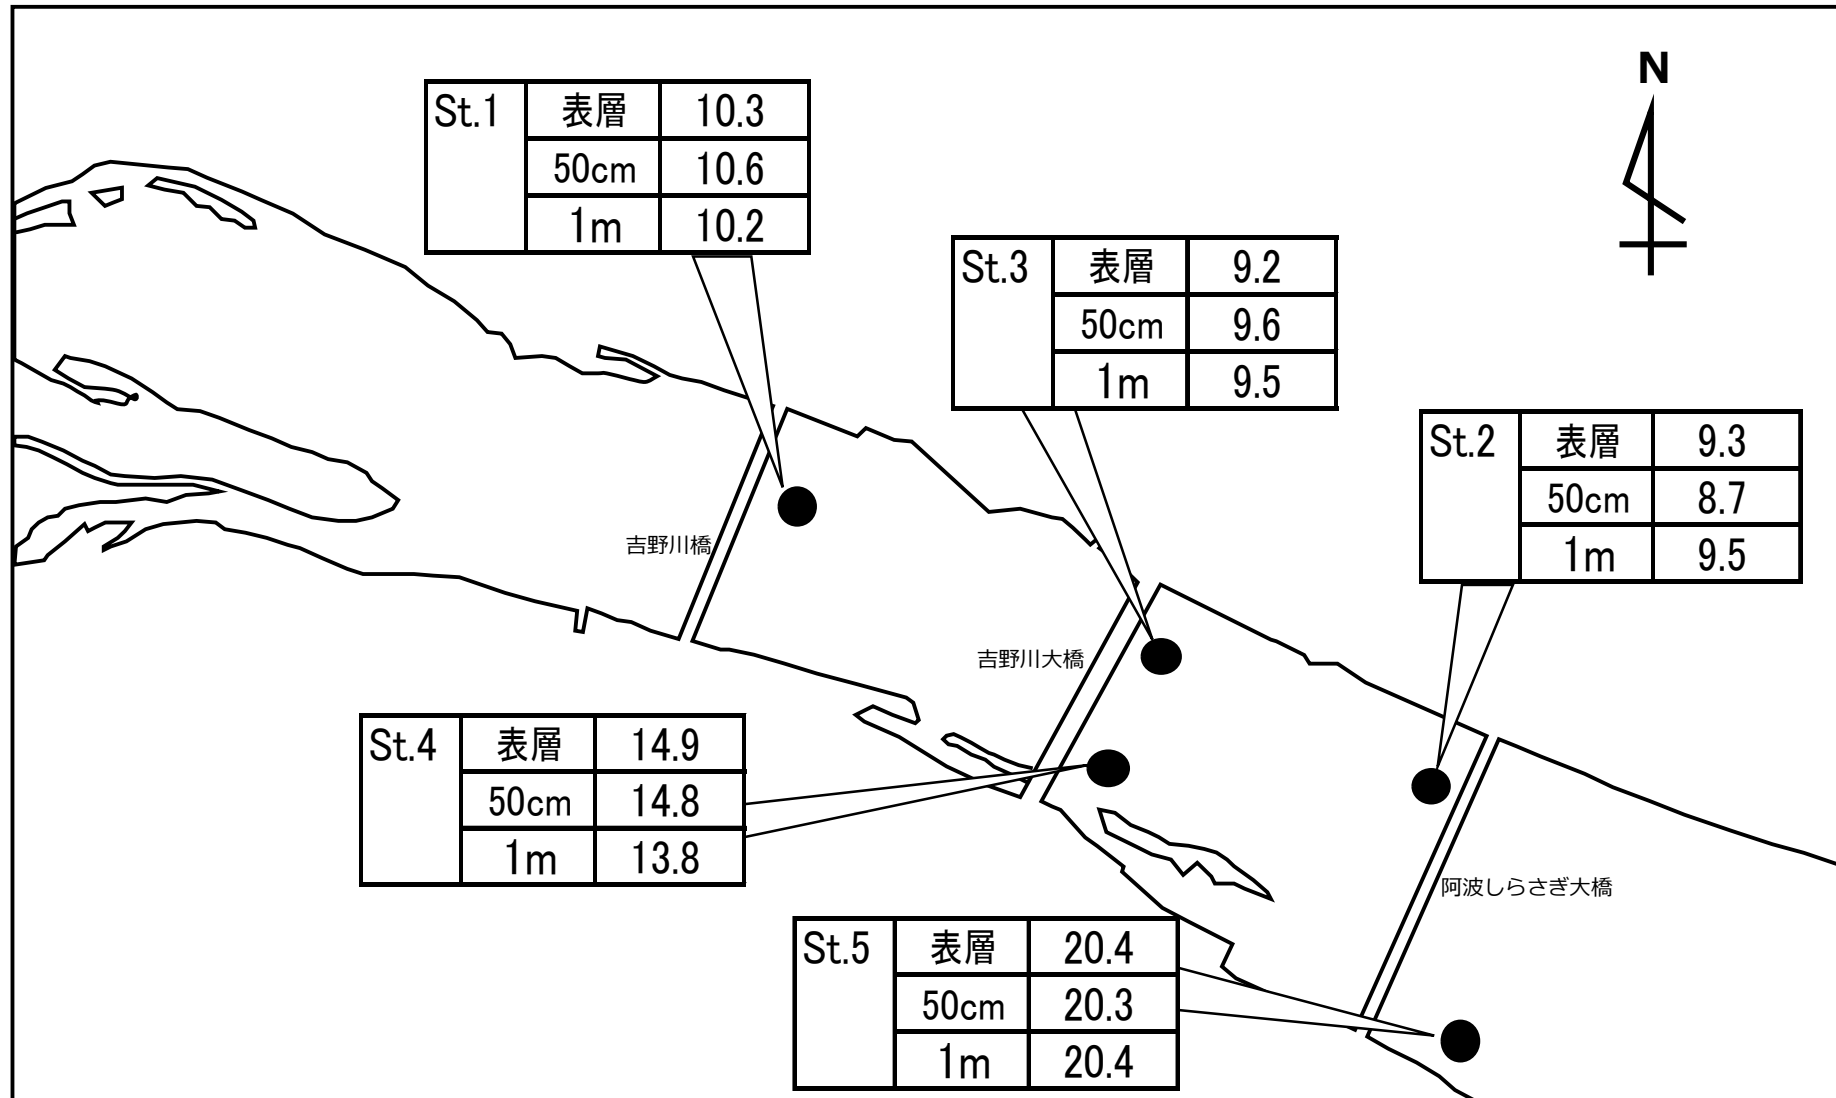 N
St.1 表層 10.3
50cm 10.6
1m 10.2
St.3 表層 9.2
50cm 9.6
1m 9.5
St.2 表層 9.3
50cm 8.7
1m 9.5
吉野川橋
吉野川大橋
St.4 表層 14.9
50cm 14.8
1m 13.8
阿波しらさぎ大橋
St.5 表層 20.4
50cm 20.3
1m 20.4